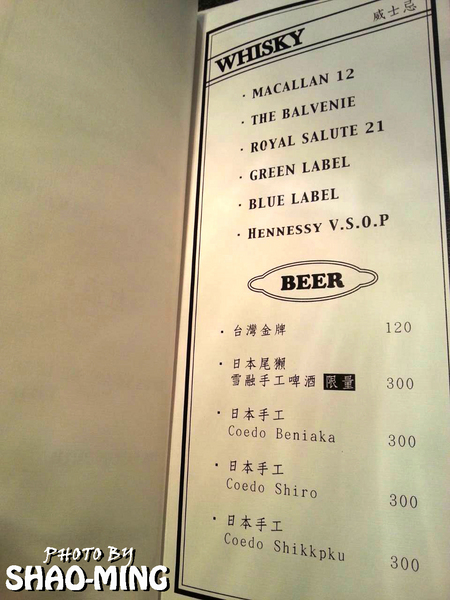 WHISKY
威士忌
· MACALLAN 12
· THE BALVENIE
· ROYAL SALUTE 21
· GREEN LABEL
· BLUE LABEL
· HENNESSY V.S.O.P
BEER
· 台灣金牌 120
· 日本尾獺
雪融手工啤酒 限量 300
· 日本手工
Coedo Beniaka 300
· 日本手工
Coedo Shiro 300
· 日本手工
Coedo Shikkpku 300
PHOTO BY
SHAO-MING